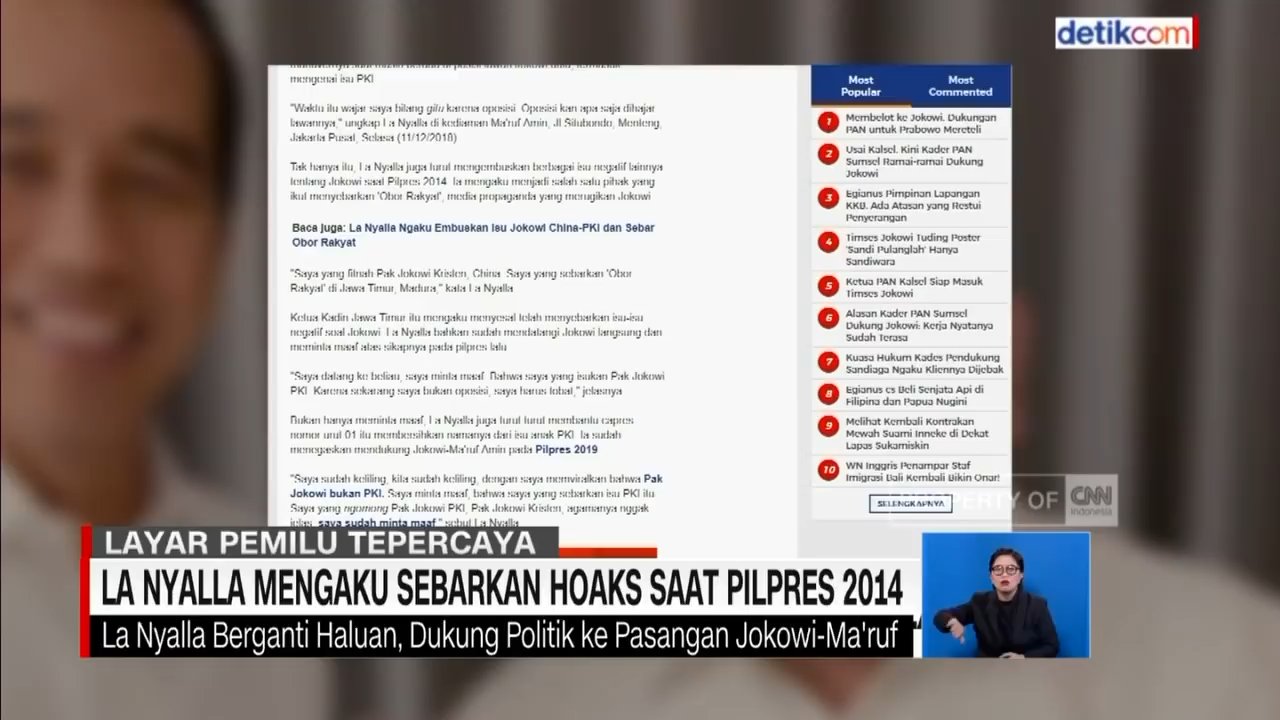 detikcom
mengenai isu PKI
"Waktu itu wajar saya bilang gitu karena oposisi. Oposisi kan apa saja dihajar
lawannya," ungkap La Nyalla di kediaman Ma'ruf Amin, Jl Situbondo, Menteng,
Jakarta Pusat, Selasa (11/12/2018)
Tak hanya itu, La Nyalla juga turut mengembuskan berbagai isu negatif lainnya
tentang Jokowi saat Pilpres 2014. Ia mengaku menjadi salah satu pihak yang
ikut menyebarkan 'Obor Rakyat', media propaganda yang merugikan Jokowi
Baca juga: La Nyalla Ngaku Embuskan Isu Jokowi China-PKI dan Sebar
Obor Rakyat
"Saya yang fitnah Pak Jokowi Kristen, China. Saya yang sebarkan 'Obor
Rakyat' di Jawa Timur, Madura," kata La Nyalla
Ketua Kadin Jawa Timur itu mengaku menyesal telah menyebarkan isu-isu
negatif soal Jokowi. La Nyalla bahkan sudah mendatangi Jokowi langsung dan
meminta maaf atas sikapnya pada pilpres lalu
"Saya datang ke beliau, saya minta maaf. Bahwa saya yang isukan Pak Jokowi
PKI. Karena sekarang saya bukan oposisi, saya harus tobat," jelasnya
Bukan hanya meminta maaf, La Nyalla juga turut turut membantu capres
nomor urut 01 itu membersihkan namanya dari isu anak PKI. Ia sudah
menegaskan mendukung Jokowi-Ma'ruf Amin pada Pilpres 2019
"Saya sudah keliling, kita sudah keliling, dengan saya memviralkan bahwa Pak
Jokowi bukan PKI. Saya minta maaf, bahwa saya yang sebarkan isu PKI itu
Saya yang ngomong Pak Jokowi PKI, Pak Jokowi Kristen, agamanya nggak
jelas, saya sudah minta maaf," sebut La Nyalla
Most Popular
Most Commented
1 Membelot ke Jokowi, Dukungan
PAN untuk Prabowo Mereteli
2 Usai Kalsel, Kini Kader PAN
Sumsel Ramai-ramai Dukung
Jokowi
3 Egianus Pimpinan Lapangan
KKB, Ada Atasan yang Restui
Penyerangan
4 Timses Jokowi Tuding Poster
'Sandi Pulanglah' Hanya
Sandiwara
5 Ketua PAN Kalsel Siap Masuk
Timses Jokowi
6 Alasan Kader PAN Sumsel
Dukung Jokowi: Kerja Nyatanya
Sudah Terasa
7 Kuasa Hukum Kades Pendukung
Sandiaga Ngaku Kliennya Dijebak
8 Egianus cs Beli Senjata Api di
Filipina dan Papua Nugini
9 Melihat Kembali Kontrakan
Mewah Suami Inneke di Dekat
Lapas Sukamiskin
10 WN Inggris Penampar Staf
Imigrasi Bali Kembali Bikin Onar!
SELENGKAPNYA
PROPERTY OF CNN Indonesia
LAYAR PEMILU TEPERCAYA
LA NYALLA MENGAKU SEBARKAN HOAKS SAAT PILPRES 2014
La Nyalla Berganti Haluan, Dukung Politik ke Pasangan Jokowi-Ma'ruf